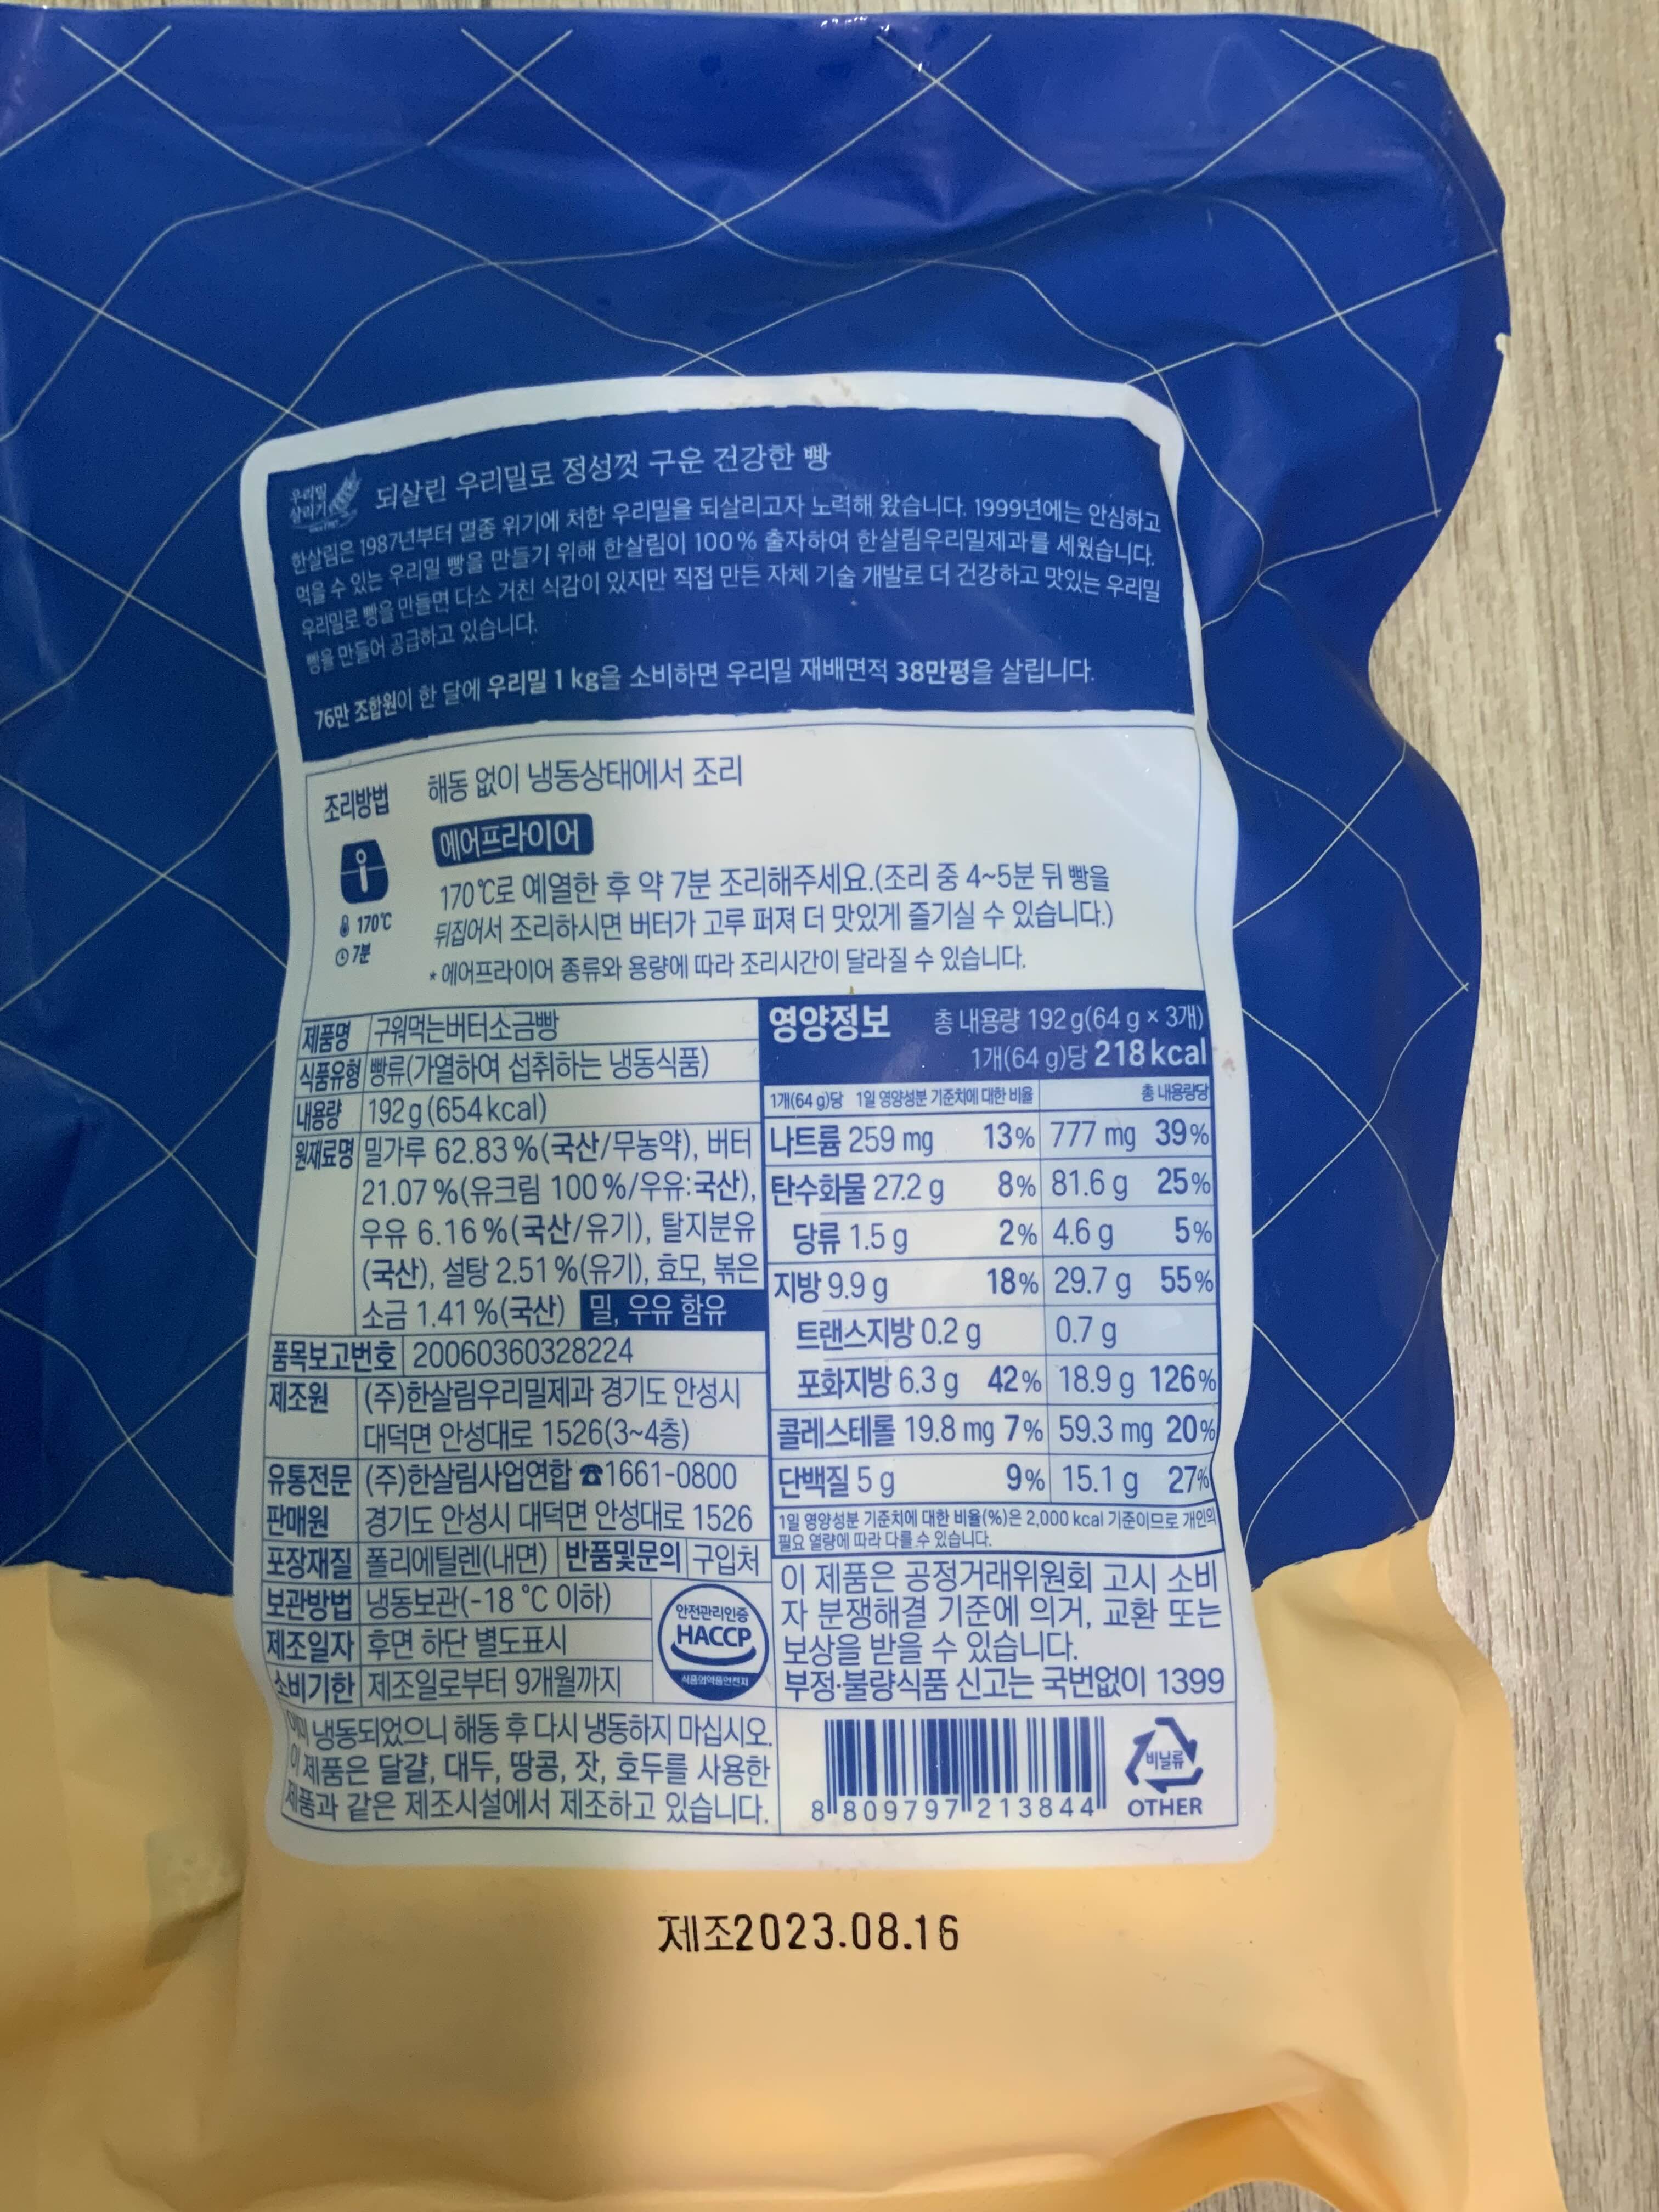 우리밀
살리기
되살린 우리밀로 정성껏 구운 건강한 빵
한살림은 1987년부터 멸종 위기에 처한 우리밀을 되살리고자 노력해 왔습니다. 1999년에는 안심하고
먹을 수 있는 우리밀 빵을 만들기 위해 한살림이 100% 출자하여 한살림우리밀제과를 세웠습니다.
우리밀로 빵을 만들면 다소 거친 식감이 있지만 직접 만든 자체 기술 개발로 더 건강하고 맛있는 우리밀
빵을 만들어 공급하고 있습니다.
76만 조합원이 한 달에 우리밀 1 kg을 소비하면 우리밀 재배면적 38만평을 살립니다.
조리방법
해동 없이 냉동상태에서 조리
에어프라이어
170℃
7분
170℃로 예열한 후 약 7분 조리해주세요.(조리 중 4~5분 뒤 빵을
뒤집어서 조리하시면 버터가 고루 퍼져 더 맛있게 즐기실 수 있습니다.)
* 에어프라이어 종류와 용량에 따라 조리시간이 달라질 수 있습니다.
제품명 구워먹는버터소금빵
식품유형 빵류(가열하여 섭취하는 냉동식품)
내용량 192g(654kcal)
원재료명 밀가루 62.83%(국산/무농약), 버터
21.07%(유크림 100%/우유:국산),
우유 6.16%(국산/유기), 탈지분유
(국산), 설탕 2.51%(유기), 효모, 볶은
소금 1.41%(국산) 밀, 우유 함유
품목보고번호 20060360328224
제조원 (주)한살림우리밀제과 경기도 안성시
대덕면 안성대로 1526(3~4층)
유통전문 (주)한살림사업연합 ☎1661-0800
판매원 경기도 안성시 대덕면 안성대로 1526
포장재질 폴리에틸렌(내면) 반품및문의 구입처
보관방법 냉동보관(-18 ℃ 이하)
제조일자 후면 하단 별도표시
소비기한 제조일로부터 9개월까지
안전관리인증
HACCP
식품의약품안전처
이미 냉동되었으니 해동 후 다시 냉동하지 마십시오.
이 제품은 달걀, 대두, 땅콩, 잣, 호두를 사용한
제품과 같은 제조시설에서 제조하고 있습니다.
영양정보
총 내용량 192g(64 g × 3개)
1개(64 g)당 218kcal
1개(64 g)당 1일 영양성분 기준치에 대한 비율 총 내용량당
나트륨 259 mg 13% 777 mg 39%
탄수화물 27.2 g 8% 81.6 g 25%
당류 1.5 g 2% 4.6 g 5%
지방 9.9 g 18% 29.7 g 55%
트랜스지방 0.2 g 0.7 g
포화지방 6.3 g 42% 18.9 g 126%
콜레스테롤 19.8 mg 7% 59.3 mg 20%
단백질 5 g 9% 15.1 g 27%
1일 영양성분 기준치에 대한 비율(%)은 2,000 kcal 기준이므로 개인의
필요 열량에 따라 다를 수 있습니다.
이 제품은 공정거래위원회 고시 소비
자 분쟁해결 기준에 의거, 교환 또는
보상을 받을 수 있습니다.
부정·불량식품 신고는 국번없이 1399
8 809797 213844
비닐류
OTHER
제조2023.08.16